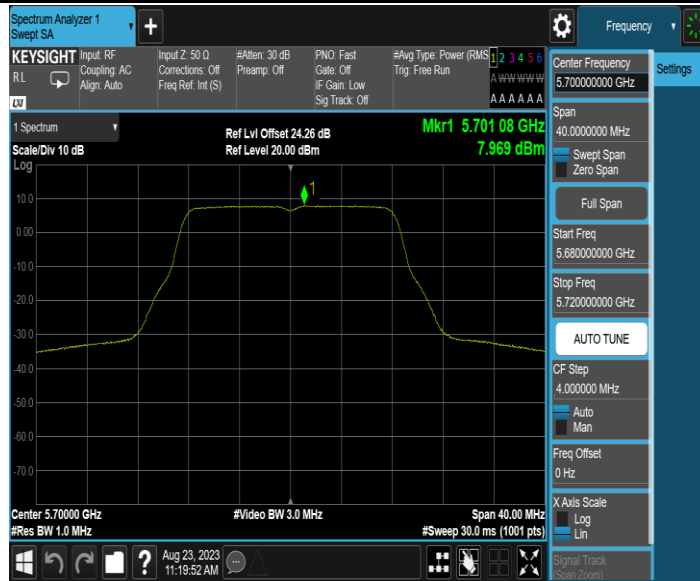 Spectrum Analyzer 1
Swept SA
Frequency
KEYSIGHT
RL
LXI
Input: RF
Coupling: AC
Align: Auto
Input Z: 50 Ω
Corrections: Off
Freq Ref: Int (S)
#Atten: 30 dB
Preamp: Off
PNO: Fast
Gate: Off
IF Gain: Low
Sig Track: Off
#Avg Type: Power (RMS
Trig: Free Run
1 2 3 4 5 6
A W W W W W
A A A A A A
1 Spectrum
Scale/Div 10 dB
Log
Ref Lvl Offset 24.26 dB
Ref Level 20.00 dBm
Mkr1 5.701 08 GHz
7.969 dBm
1
10.0
0.00
-10.0
-20.0
-30.0
-40.0
-50.0
-60.0
-70.0
Center 5.70000 GHz
#Res BW 1.0 MHz
#Video BW 3.0 MHz
Span 40.00 MHz
#Sweep 30.0 ms (1001 pts)
?
Aug 23, 2023
11:19:52 AM
Center Frequency
5.700000000 GHz
Settings
Span
40.0000000 MHz
Swept Span
Zero Span
Full Span
Start Freq
5.680000000 GHz
Stop Freq
5.720000000 GHz
AUTO TUNE
CF Step
4.000000 MHz
Auto
Man
Freq Offset
0 Hz
X Axis Scale
Log
Lin
Signal Track
(Span Zoom)